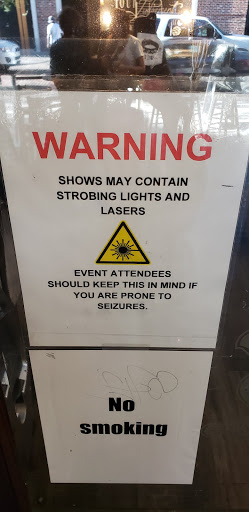 WARNING
SHOWS MAY CONTAIN
STROBING LIGHTS AND
LASERS
EVENT ATTENDEES
SHOULD KEEP THIS IN MIND IF
YOU ARE PRONE TO
SEIZURES.
No
smoking